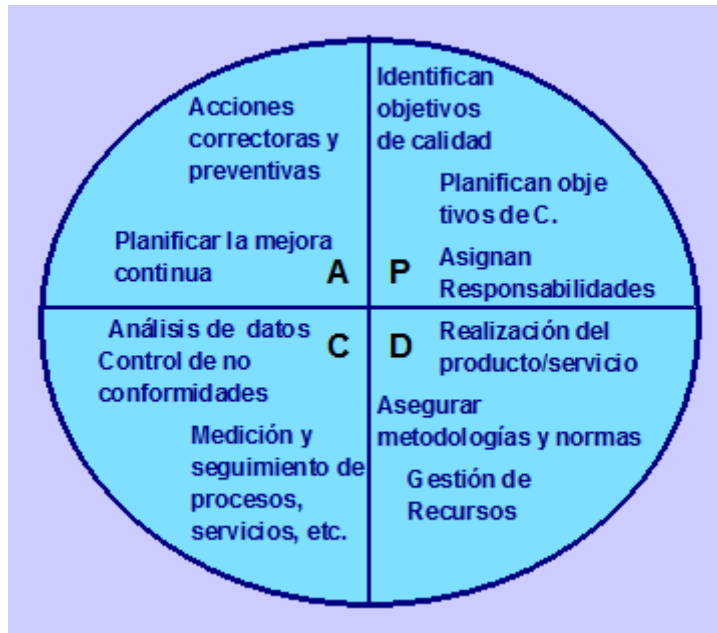 Acciones
correctoras y
preventivas
Planificar la mejora
continua
A
Identifican
objetivos
de calidad
Planifican obje
tivos de C.
P
Asignan
Responsabilidades
Análisis de datos
Control de no
conformidades
C
Medición y
seguimiento de
procesos,
servicios, etc.
D
Realización del
producto/servicio
Asegurar
metodologías y normas
Gestión de
Recursos